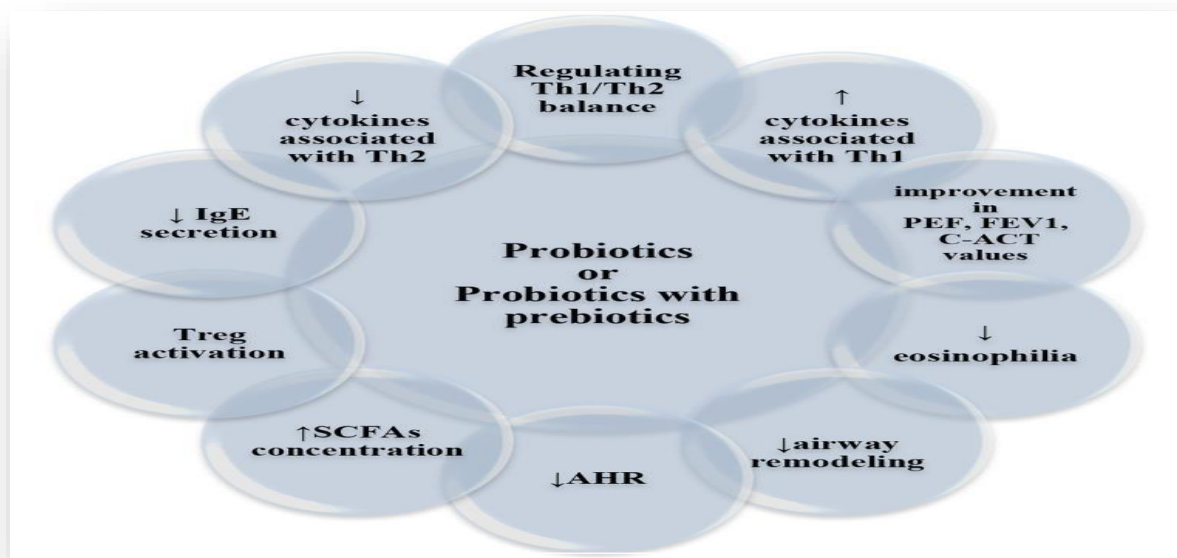 Regulating
Th1/Th2
balance
↑
cytokines
associated
with Th1
improvement
in
PEF, FEV1,
C-ACT
values
↓
eosinophilia
↓airway
remodeling
↓AHR
↑SCFAs
concentration
Treg
activation
↓ IgE
secretion
↓
cytokines
associated
with Th2
Probiotics
or
Probiotics with
prebiotics